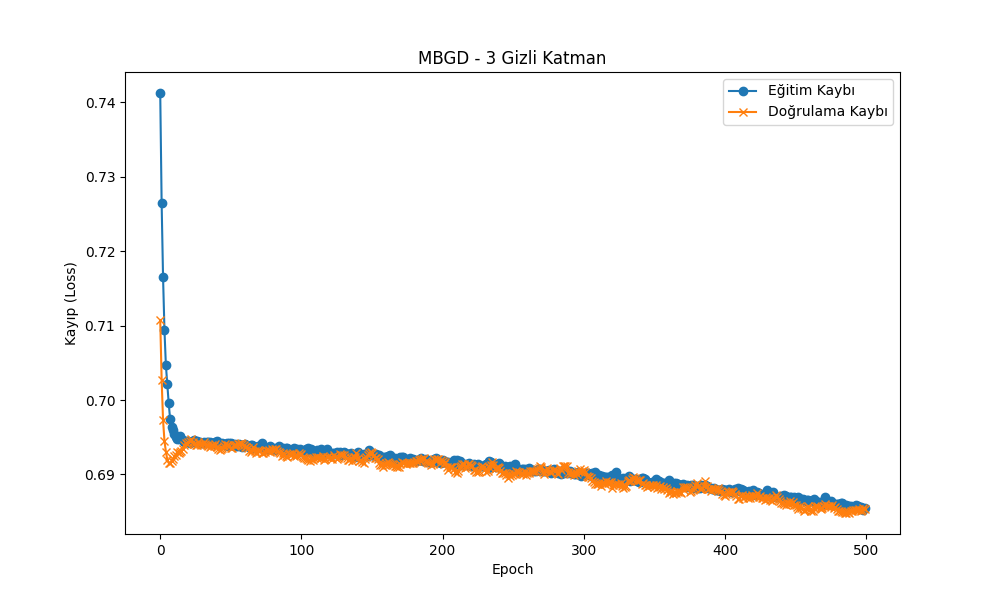 MBGD - 3 Gizli Katman
Eğitim Kaybı
Doğrulama Kaybı
Kayıp (Loss)
0.74
0.73
0.72
0.71
0.70
0.69
0
100
200
300
400
500
Epoch